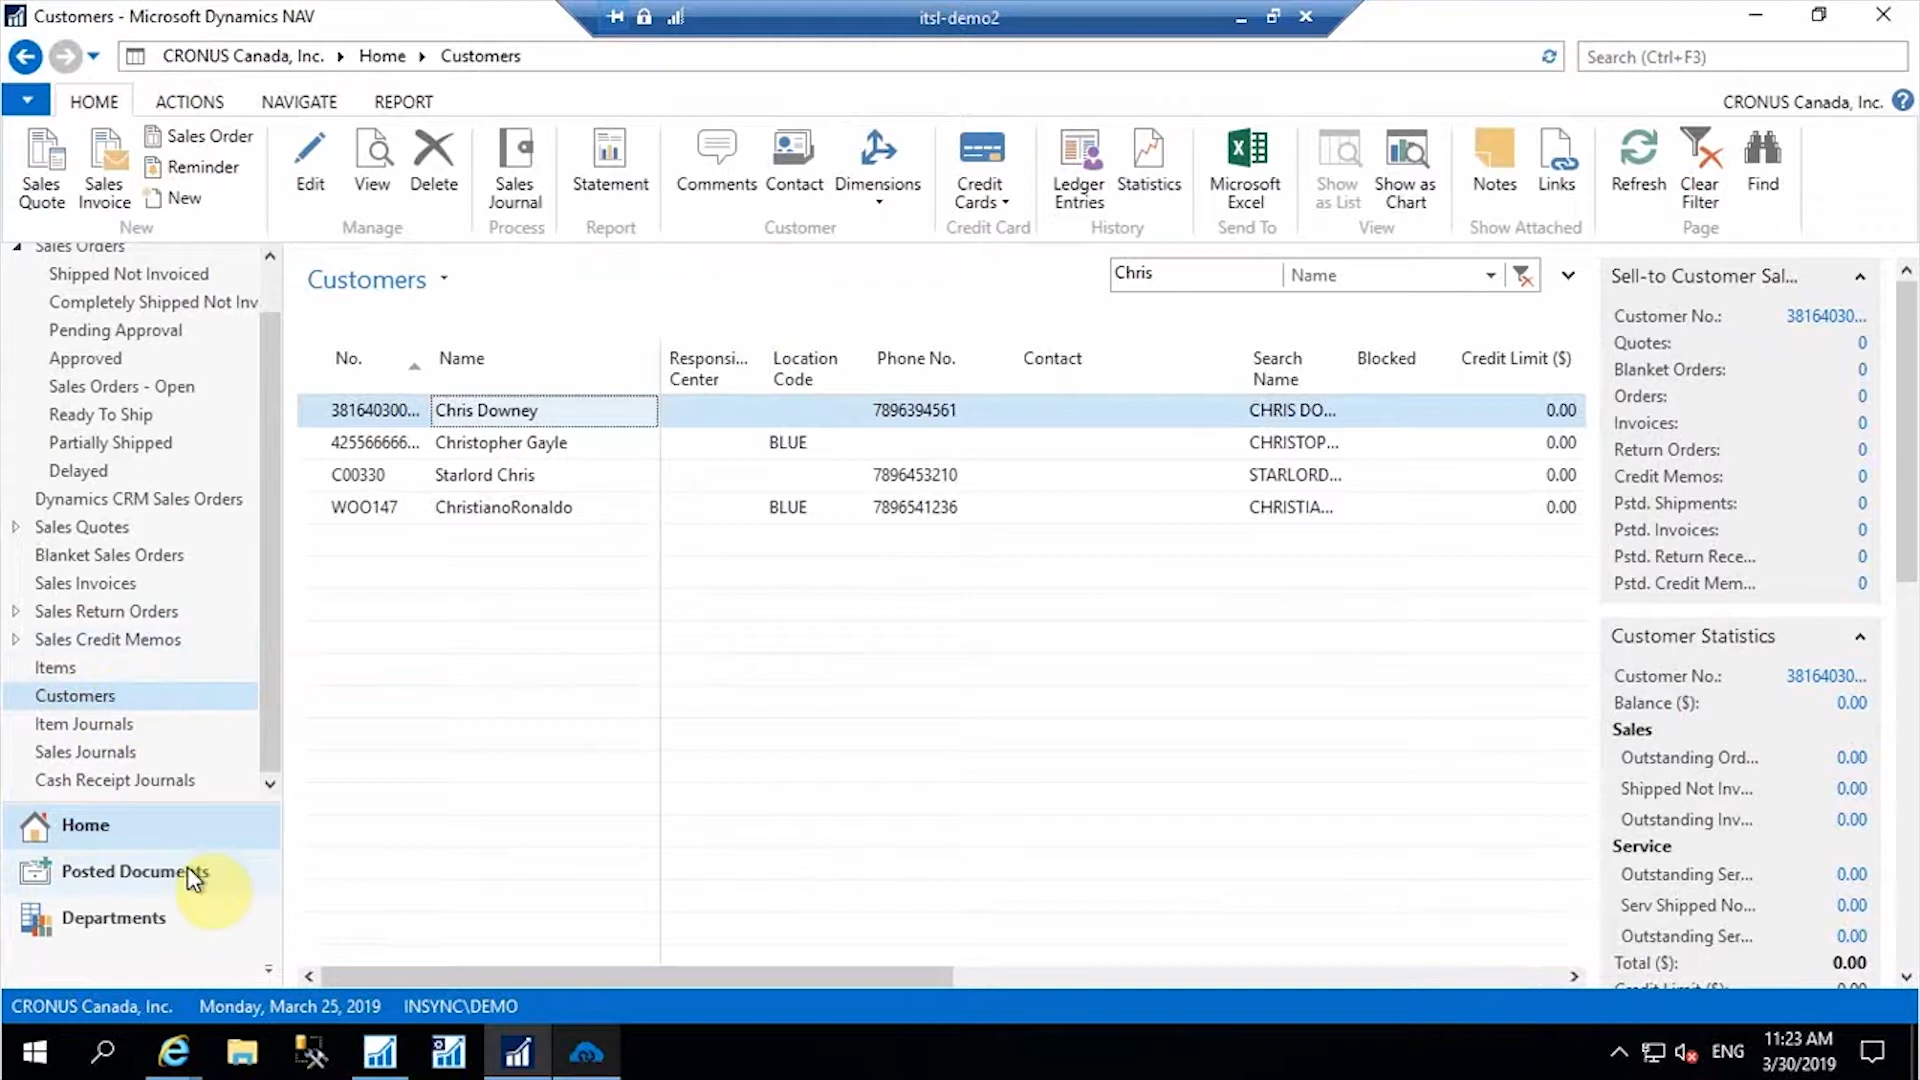 Customers - Microsoft Dynamics NAV
itsl-demo2
CRONUS Canada, Inc.
Home
Customers
Search (Ctrl+F3)
HOME
ACTIONS
NAVIGATE
REPORT
CRONUS Canada, Inc.
Sales Quote
Sales Invoice
Sales Order
Reminder
New
New
Edit
View
Delete
Manage
Sales Journal
Process
Statement
Report
Comments
Contact
Dimensions
Customer
Credit Cards
Credit Card
Ledger Entries
Statistics
History
Microsoft Excel
Send To
Show as List
Show as Chart
View
Notes
Links
Show Attached
Refresh
Clear Filter
Find
Page
Sales Orders
Shipped Not Invoiced
Completely Shipped Not Inv
Pending Approval
Approved
Sales Orders - Open
Ready To Ship
Partially Shipped
Delayed
Dynamics CRM Sales Orders
Sales Quotes
Blanket Sales Orders
Sales Invoices
Sales Return Orders
Sales Credit Memos
Items
Customers
Item Journals
Sales Journals
Cash Receipt Journals
Home
Posted Documents
Departments
Customers
Chris
Name
No. Name Responsi... Center Location Code Phone No. Contact Search Name Blocked Credit Limit ($)
381640300... Chris Downey 7896394561 CHRIS DO... 0.00
425566666... Christopher Gayle BLUE CHRISTOP... 0.00
C00330 Starlord Chris 7896453210 STARLORD... 0.00
WOO147 ChristianoRonaldo BLUE 7896541236 CHRISTIA... 0.00
Sell-to Customer Sal...
Customer No.: 38164030...
Quotes: 0
Blanket Orders: 0
Orders: 0
Invoices: 0
Return Orders: 0
Credit Memos: 0
Pstd. Shipments: 0
Pstd. Invoices: 0
Pstd. Return Rece... 0
Pstd. Credit Mem... 0
Customer Statistics
Customer No.: 38164030...
Balance ($): 0.00
Sales
Outstanding Ord... 0.00
Shipped Not Inv... 0.00
Outstanding Inv... 0.00
Service
Outstanding Ser... 0.00
Serv Shipped No... 0.00
Outstanding Ser... 0.00
Total ($): 0.00
Credit Limit ($): 0.00
CRONUS Canada, Inc. Monday, March 25, 2019 INSYNC\DEMO
ENG
11:23 AM
3/30/2019